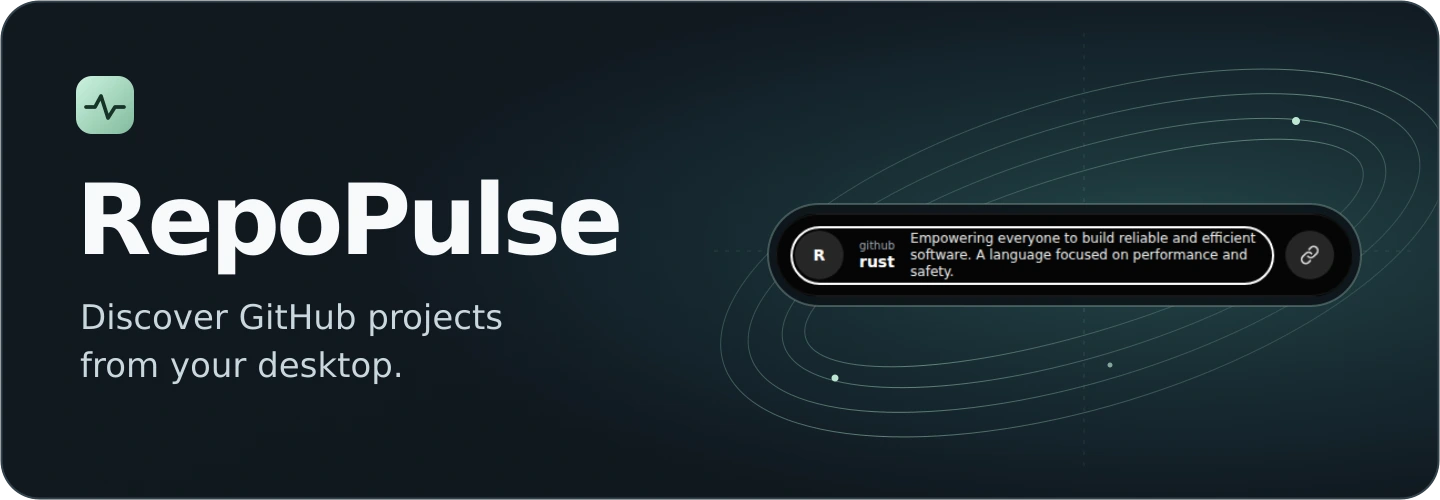 RepoPulse
Discover GitHub projects
from your desktop.
R
github
rust
Empowering everyone to build reliable and efficient
software. A language focused on performance and
safety.